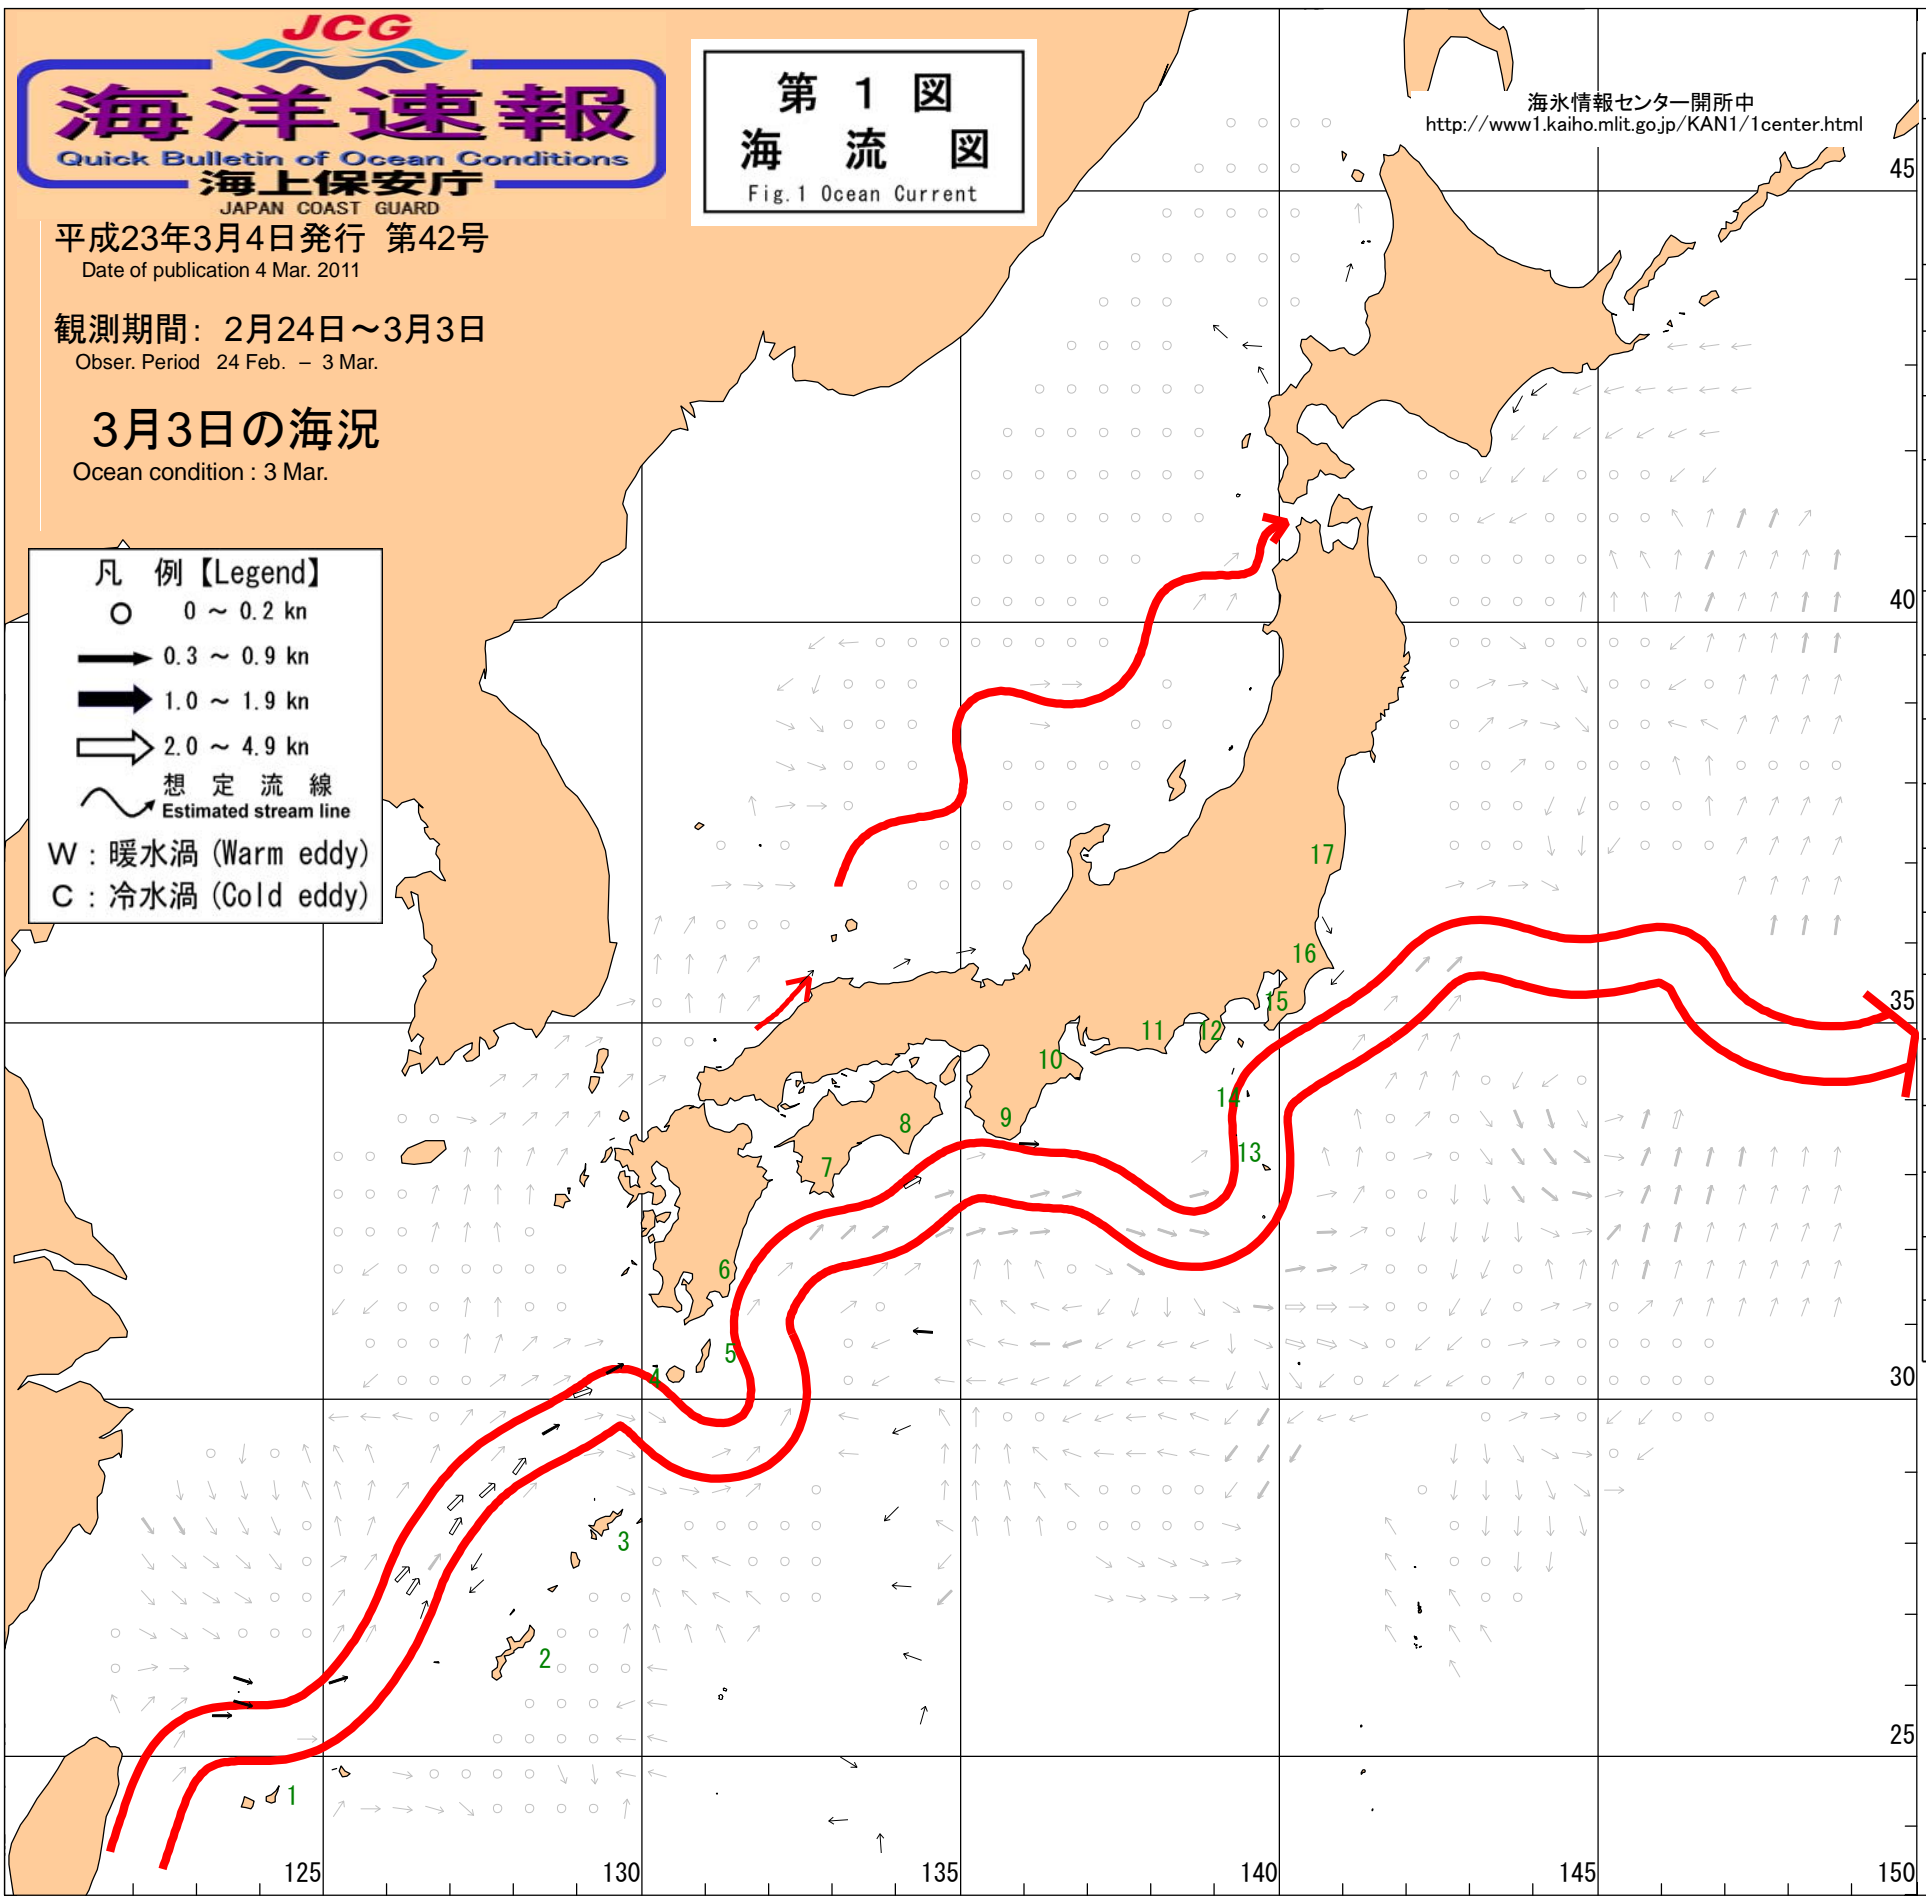 JCG
海洋速報
Quick Bulletin of Ocean Conditions
海上保安庁
JAPAN COAST GUARD
平成23年3月4日発行 第42号
Date of publication 4 Mar. 2011
観測期間: 2月24日～3月3日
Obser. Period 24 Feb. – 3 Mar.
3月3日の海況
Ocean condition : 3 Mar.
第 1 図
海 流 図
Fig.1 Ocean Current
海氷情報センター開所中
http://www1.kaiho.mlit.go.jp/KAN1/1center.html
凡 例【Legend】
0 ～ 0.2 kn
0.3 ～ 0.9 kn
1.0 ～ 1.9 kn
2.0 ～ 4.9 kn
想 定 流 線
Estimated stream line
W : 暖水渦 (Warm eddy)
C : 冷水渦 (Cold eddy)
45
40
35
30
25
17
16
15
12
11
10
14
13
9
8
7
6
5
4
3
2
1
125
130
135
140
145
150